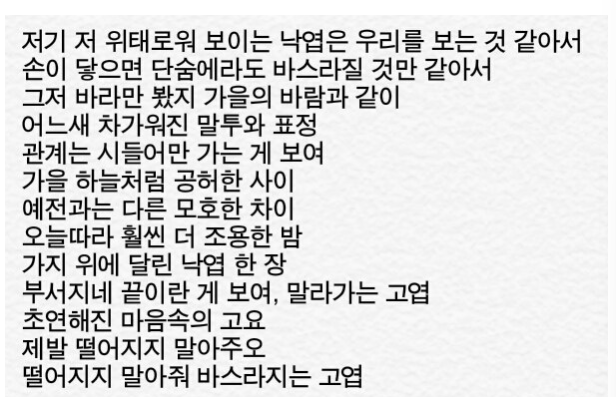 저기 저 위태로워 보이는 낙엽은 우리를 보는 것 같아서
손이 닿으면 단숨에라도 바스라질 것만 같아서
그저 바라만 봤지 가을의 바람과 같이
어느새 차가워진 말투와 표정
관계는 시들어만 가는 게 보여
가을 하늘처럼 공허한 사이
예전과는 다른 모호한 차이
오늘따라 훨씬 더 조용한 밤
가지 위에 달린 낙엽 한 장
부서지네 끝이란 게 보여, 말라가는 고엽
초연해진 마음속의 고요
제발 떨어지지 말아주오
떨어지지 말아줘 바스라지는 고엽